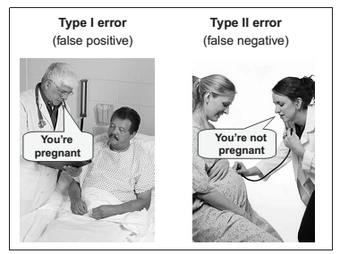 Type I error
(false positive)
You're
pregnant
Type II error
(false negative)
You're not
pregnant